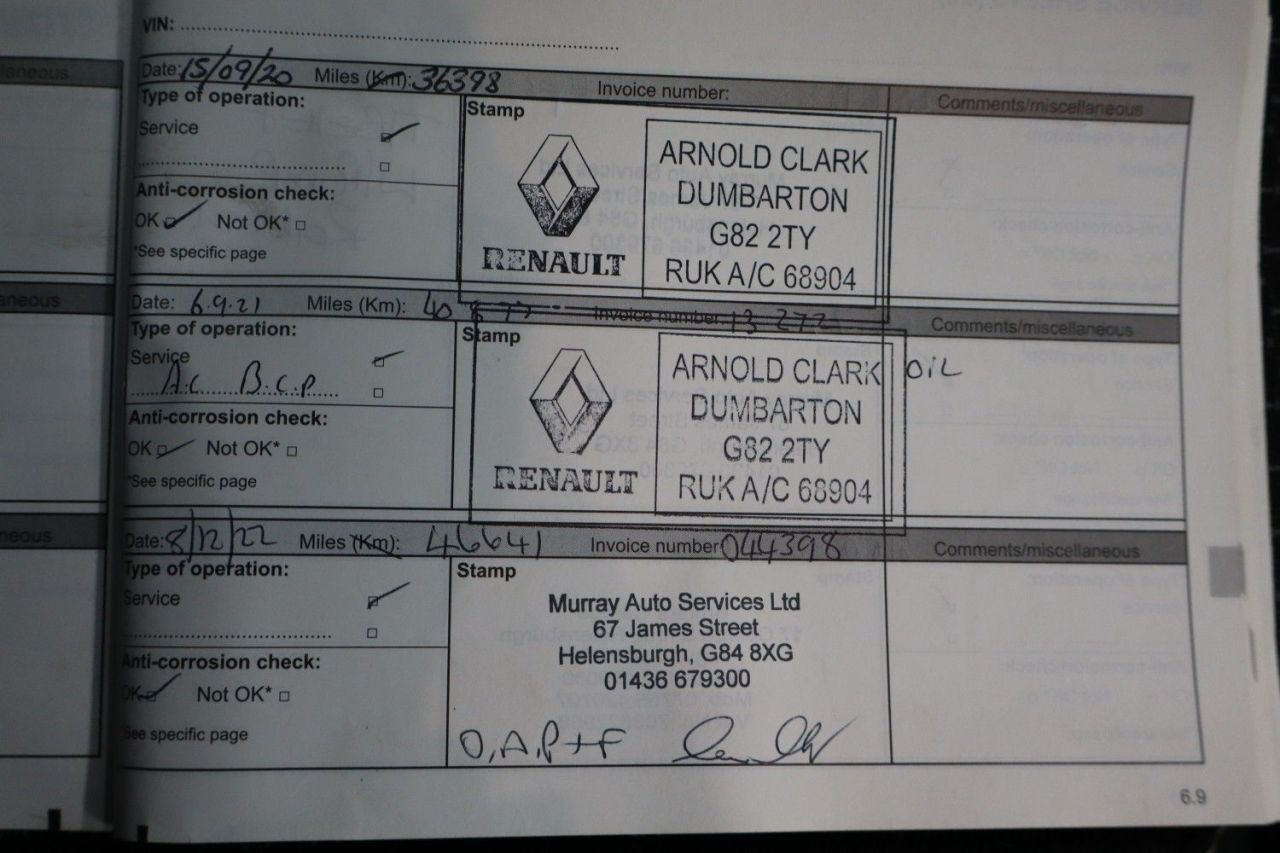 VIN:
Date: 15/09/20 Miles (Km): 36398 Invoice number: Comments/miscellaneous
Type of operation:
Service
Anti-corrosion check:
OK Not OK*
*See specific page
Stamp
RENAULT
ARNOLD CLARK
DUMBARTON
G82 2TY
RUK A/C 68904
Date: 6.9.21 Miles (Km): 40 877 Invoice number: 13 272 Comments/miscellaneous
Type of operation:
Service
A.C B.C.P
Anti-corrosion check:
OK Not OK*
*See specific page
Stamp
RENAULT
ARNOLD CLARK
DUMBARTON
G82 2TY
RUK A/C 68904
OIL
Date: 8/12/22 Miles (Km): 46641 Invoice number 044398 Comments/miscellaneous
Type of operation:
Service
Anti-corrosion check:
OK Not OK*
See specific page
Stamp
Murray Auto Services Ltd
67 James Street
Helensburgh, G84 8XG
01436 679300
O,A,P+F
6.9